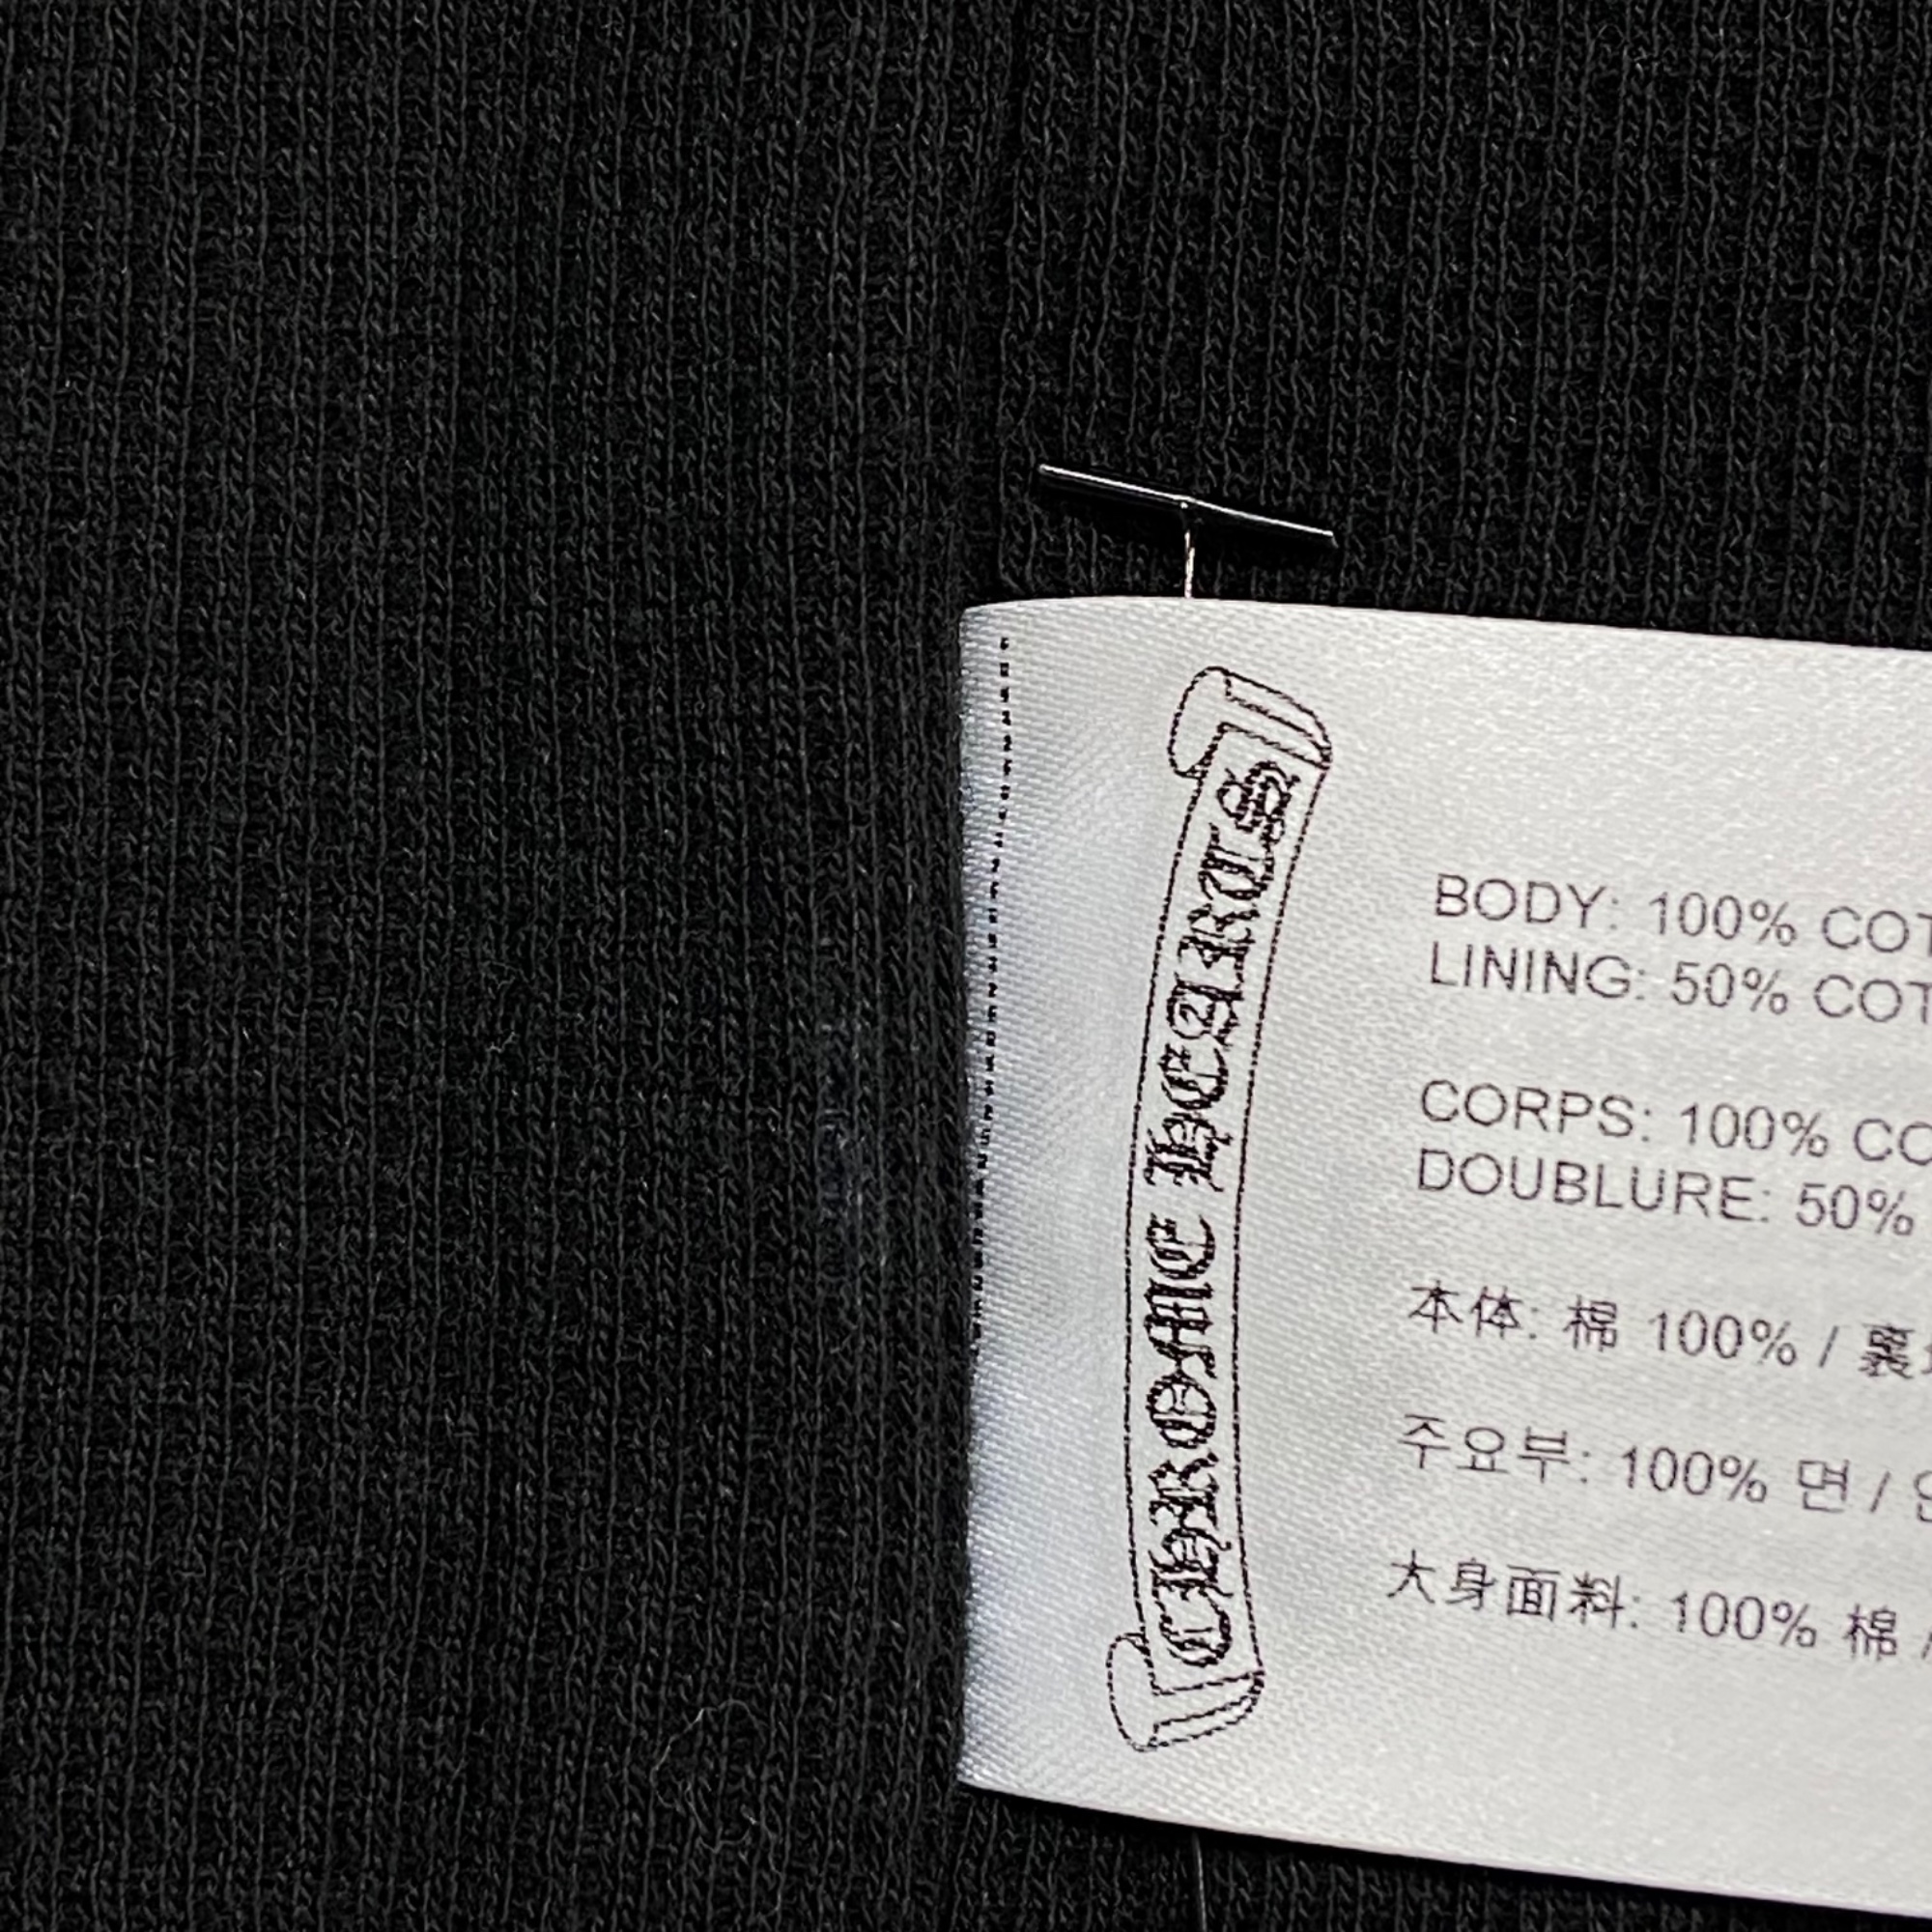 CHROME HEARTS
BODY: 100% COT
LINING: 50% COT
CORPS: 100% CO
DOUBLURE: 50%
本体: 棉 100% / 裏
주요부: 100% 면 /
大身面料: 100% 棉 /